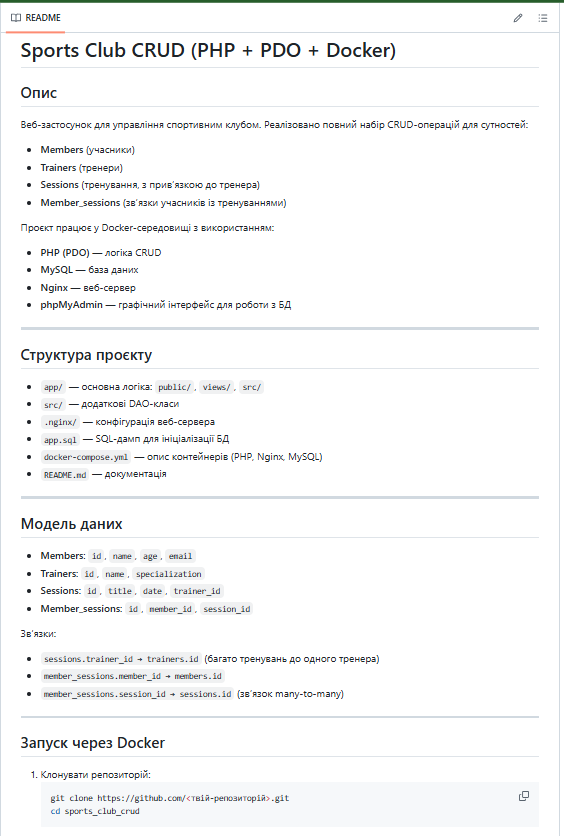 README
Sports Club CRUD (PHP + PDO + Docker)
Опис
Веб-застосунок для управління спортивним клубом. Реалізовано повний набір CRUD-операцій для сутностей:
Members (учасники)
Trainers (тренери)
Sessions (тренування, з прив’язкою до тренера)
Member_sessions (зв’язки учасників із тренуваннями)
Проєкт працює у Docker-середовищі з використанням:
PHP (PDO) — логіка CRUD
MySQL — база даних
Nginx — веб-сервер
phpMyAdmin — графічний інтерфейс для роботи з БД
Структура проєкту
app/ — основна логіка: public/, views/, src/
src/ — додаткові DAO-класи
.nginx/ — конфігурація веб-сервера
app.sql — SQL-дамп для ініціалізації БД
docker-compose.yml — опис контейнерів (PHP, Nginx, MySQL)
README.md — документація
Модель даних
Members: id, name, age, email
Trainers: id, name, specialization
Sessions: id, title, date, trainer_id
Member_sessions: id, member_id, session_id
Зв’язки:
sessions.trainer_id → trainers.id (багато тренувань до одного тренера)
member_sessions.member_id → members.id
member_sessions.session_id → sessions.id (зв’язок many-to-many)
Запуск через Docker
1. Клонувати репозиторій:
git clone https://github.com/<твій-репозиторій>.git
cd sports_club_crud